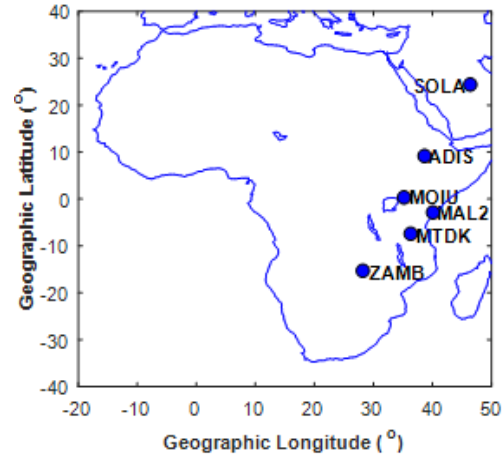 40
30
20
10
0
-10
-20
-30
-40
Geographic Latitude ( o)
SOLA
ADIS
MOIU
MAL2
MTDK
ZAMB
-20 -10 0 10 20 30 40 50
Geographic Longitude ( o)